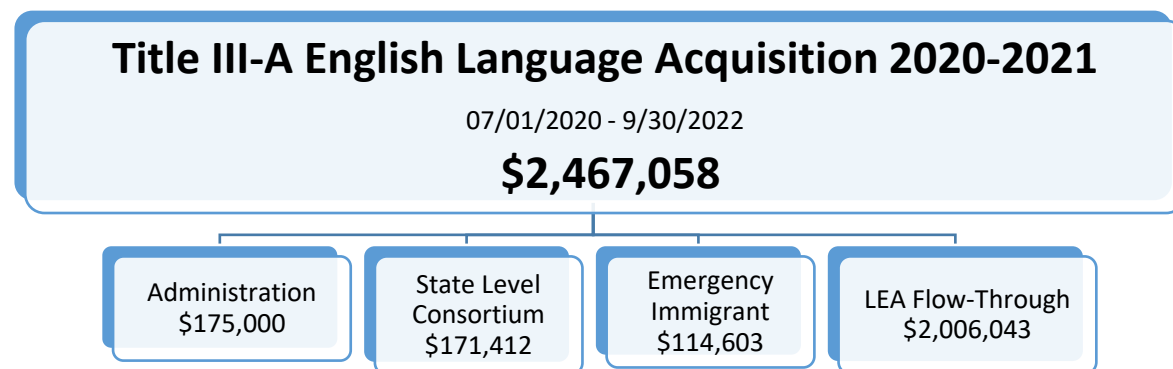 Title III-A English Language Acquisition 2020-2021
07/01/2020 - 9/30/2022
$2,467,058
Administration
$175,000
State Level
Consortium
$171,412
Emergency
Immigrant
$114,603
LEA Flow-Through
$2,006,043